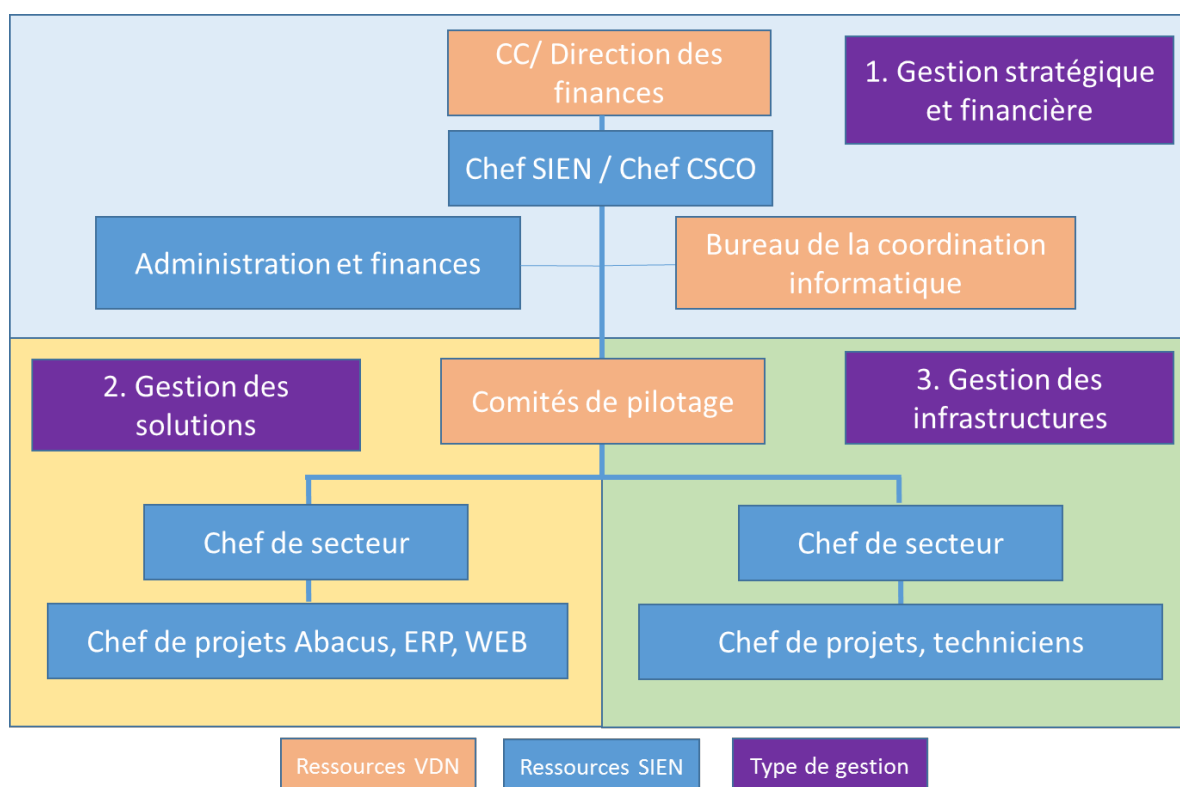 CC/ Direction des
finances
1. Gestion stratégique
et financière
Chef SIEN / Chef CSCO
Administration et finances
Bureau de la coordination
informatique
2. Gestion des
solutions
Comités de pilotage
3. Gestion des
infrastructures
Chef de secteur
Chef de secteur
Chef de projets Abacus, ERP, WEB
Chef de projets, techniciens
Ressources VDN
Ressources SIEN
Type de gestion